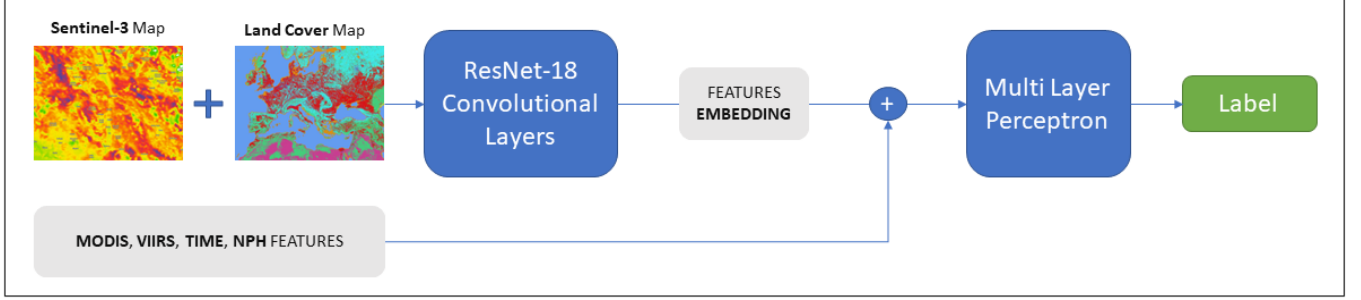 Sentinel-3 Map
Land Cover Map
+
ResNet-18
Convolutional
Layers
FEATURES
EMBEDDING
+
Multi Layer
Perceptron
Label
MODIS, VIIRS, TIME, NPH FEATURES